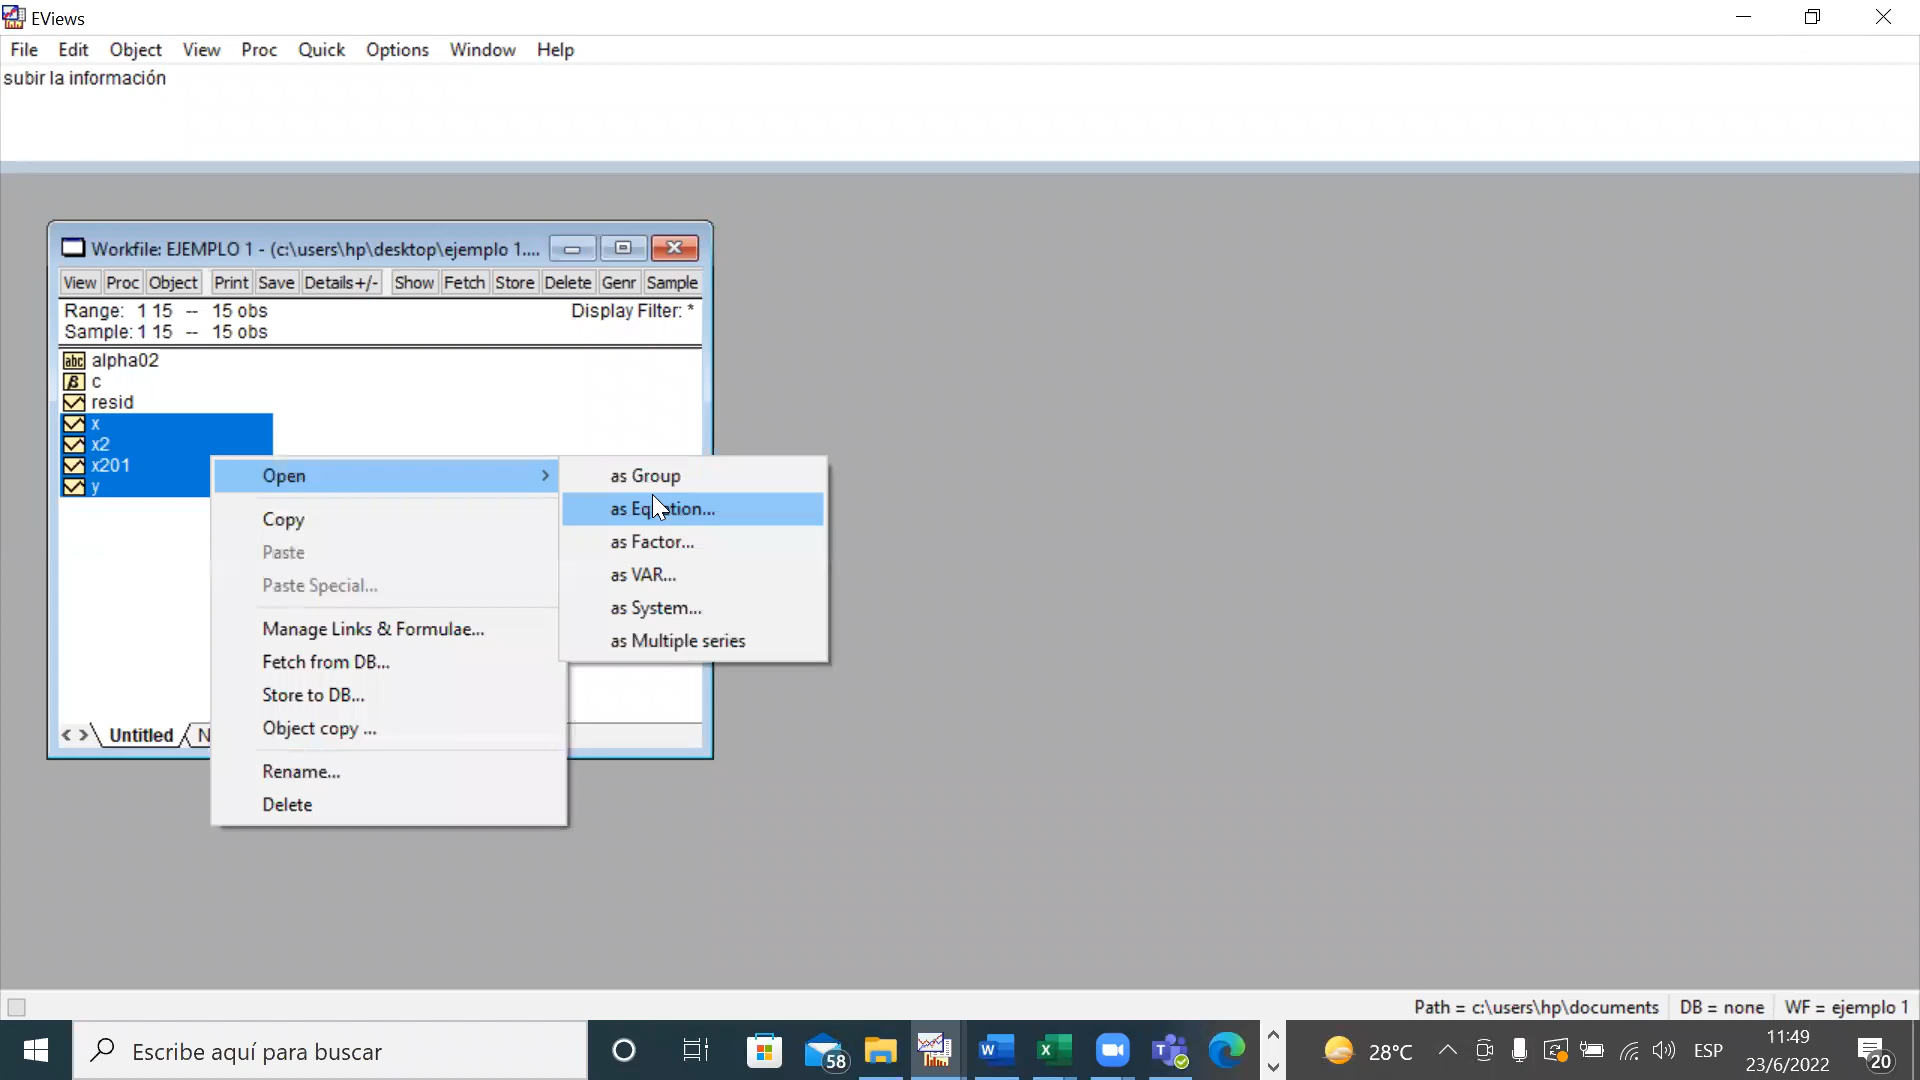 EViews
File Edit Object View Proc Quick Options Window Help
subir la información
Workfile: EJEMPLO 1 - (c:\users\hp\desktop\ejemplo 1....
View Proc Object Print Save Details+/- Show Fetch Store Delete Genr Sample
Range: 1 15 -- 15 obs Display Filter: *
Sample: 1 15 -- 15 obs
abc alpha02
β c
resid
x
x2
x201
y
Open
Copy
Paste
Paste Special...
Manage Links & Formulae...
Fetch from DB...
Store to DB...
Object copy ...
Rename...
Delete
as Group
as Equation...
as Factor...
as VAR...
as System...
as Multiple series
Untitled N
Path = c:\users\hp\documents DB = none WF = ejemplo 1
Escribe aquí para buscar
58
28°C
ESP
11:49
23/6/2022
20